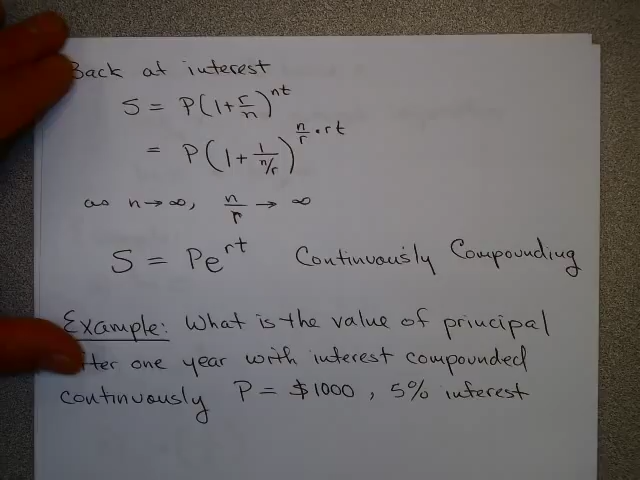 Back at interest
S = P(1+r/n)^nt
= P(1+1/(n/r))^(n/r · rt)
as n→∞, n/r → ∞
S = Pe^rt Continuously Compounding
Example: What is the value of principal
after one year with interest compounded
continuously P = $1000, 5% interest